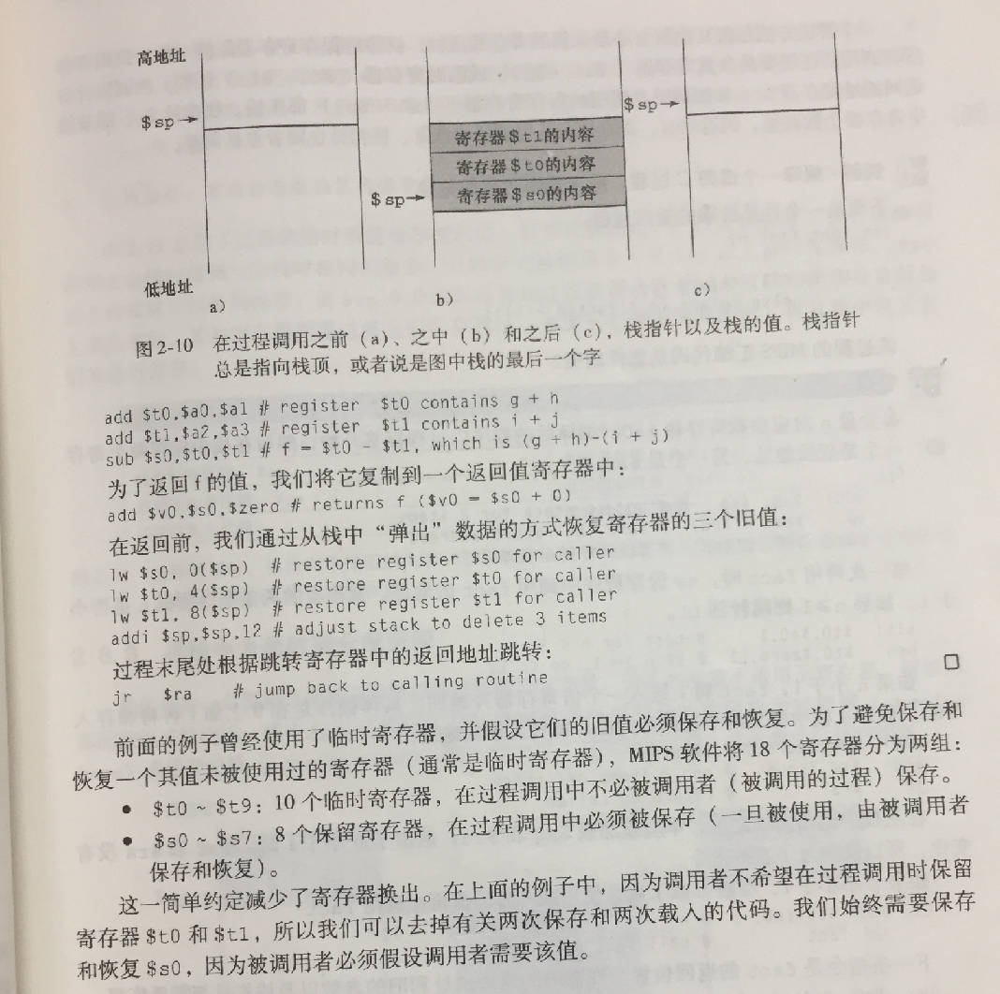 高地址
$sp→
$sp→
寄存器$t1的内容
寄存器$t0的内容
$sp→
寄存器$s0的内容
低地址
a)
b)
c)
图2-10 在过程调用之前（a）、之中（b）和之后（c），栈指针以及栈的值。栈指针
总是指向栈顶，或者说是图中栈的最后一个字
add $t0,$a0,$a1 # register $t0 contains g + h
add $t1,$a2,$a3 # register $t1 contains i + j
sub $s0,$t0,$t1 # f = $t0 - $t1, which is (g + h)-(i + j)
为了返回f的值，我们将它复制到一个返回值寄存器中：
add $v0,$s0,$zero # returns f ($v0 = $s0 + 0)
在返回前，我们通过从栈中“弹出”数据的方式恢复寄存器的三个旧值：
lw $s0, 0($sp) # restore register $s0 for caller
lw $t0, 4($sp) # restore register $t0 for caller
lw $t1, 8($sp) # restore register $t1 for caller
addi $sp,$sp,12 # adjust stack to delete 3 items
过程末尾处根据跳转寄存器中的返回地址跳转：
jr $ra # jump back to calling routine
□
前面的例子曾经使用了临时寄存器，并假设它们的旧值必须保存和恢复。为了避免保存和
恢复一个其值未被使用过的寄存器（通常是临时寄存器），MIPS软件将18个寄存器分为两组：
• $t0 ~ $t9：10个临时寄存器，在过程调用中不必被调用者（被调用的过程）保存。
• $s0 ~ $s7：8个保留寄存器，在过程调用中必须被保存（一旦被使用，由被调用者
保存和恢复）。
这一简单约定减少了寄存器换出。在上面的例子中，因为调用者不希望在过程调用时保留
寄存器$t0和$t1，所以我们可以去掉有关两次保存和两次载入的代码。我们始终需要保存
和恢复$s0，因为被调用者必须假设调用者需要该值。